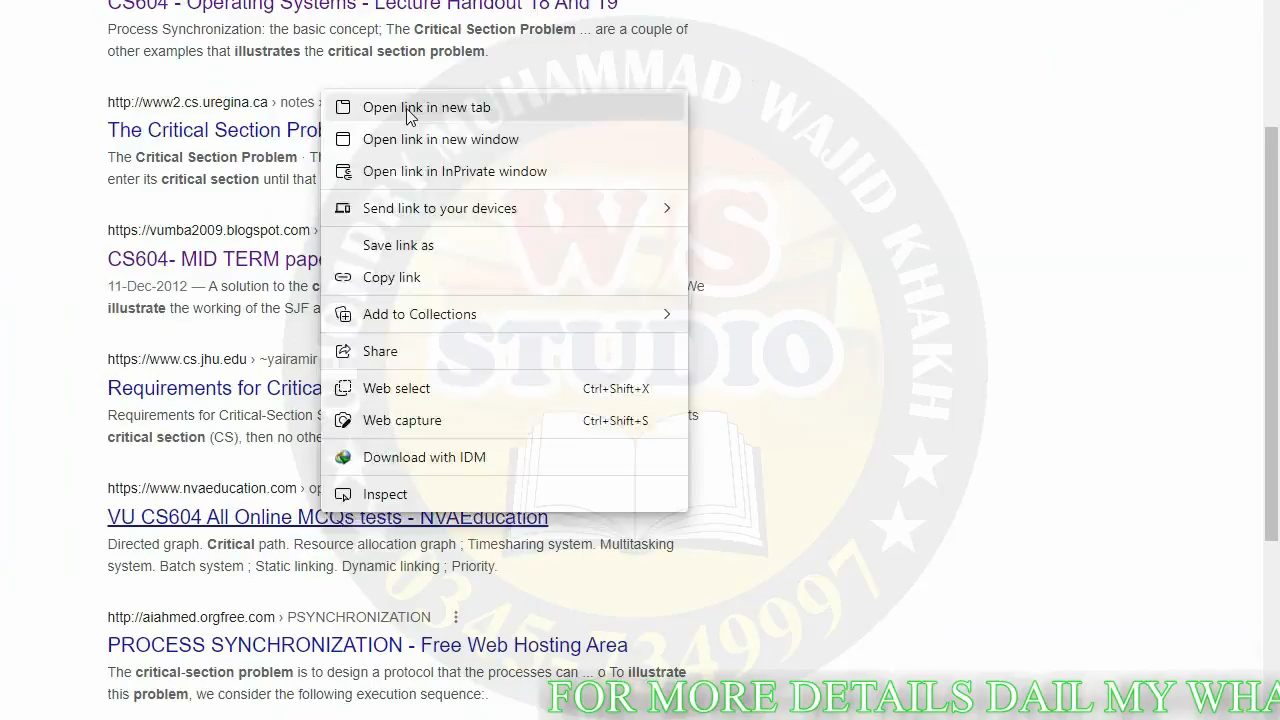 CS604 - Operating Systems - Lecture Handout 18 And 19
Process Synchronization: the basic concept; The Critical Section Problem ... are a couple of
other examples that illustrates the critical section problem.
http://www2.cs.uregina.ca › notes ›
The Critical Section Prob
The Critical Section Problem · Th
enter its critical section until that
https://vumba2009.blogspot.com ›
CS604- MID TERM pape
11-Dec-2012 — A solution to the c
We
illustrate the working of the SJF a
https://www.cs.jhu.edu › ~yairamir
Requirements for Critica
Requirements for Critical-Section S
ts
critical section (CS), then no othe
https://www.nvaeducation.com › op
VU CS604 All Online MCQs tests - NVAEducation
Directed graph. Critical path. Resource allocation graph ; Timesharing system. Multitasking
system. Batch system ; Static linking. Dynamic linking ; Priority.
http://aiahmed.orgfree.com › PSYNCHRONIZATION
PROCESS SYNCHRONIZATION - Free Web Hosting Area
The critical-section problem is to design a protocol that the processes can ... o To illustrate
this problem, we consider the following execution sequence:.
Open link in new tab
Open link in new window
Open link in InPrivate window
Send link to your devices
Save link as
Copy link
Add to Collections
Share
Web select Ctrl+Shift+X
Web capture Ctrl+Shift+S
Download with IDM
Inspect
MUHAMMAD WAJID KHAKH
WS
STUDIO
FOR MORE DETAILS DAIL MY WHA